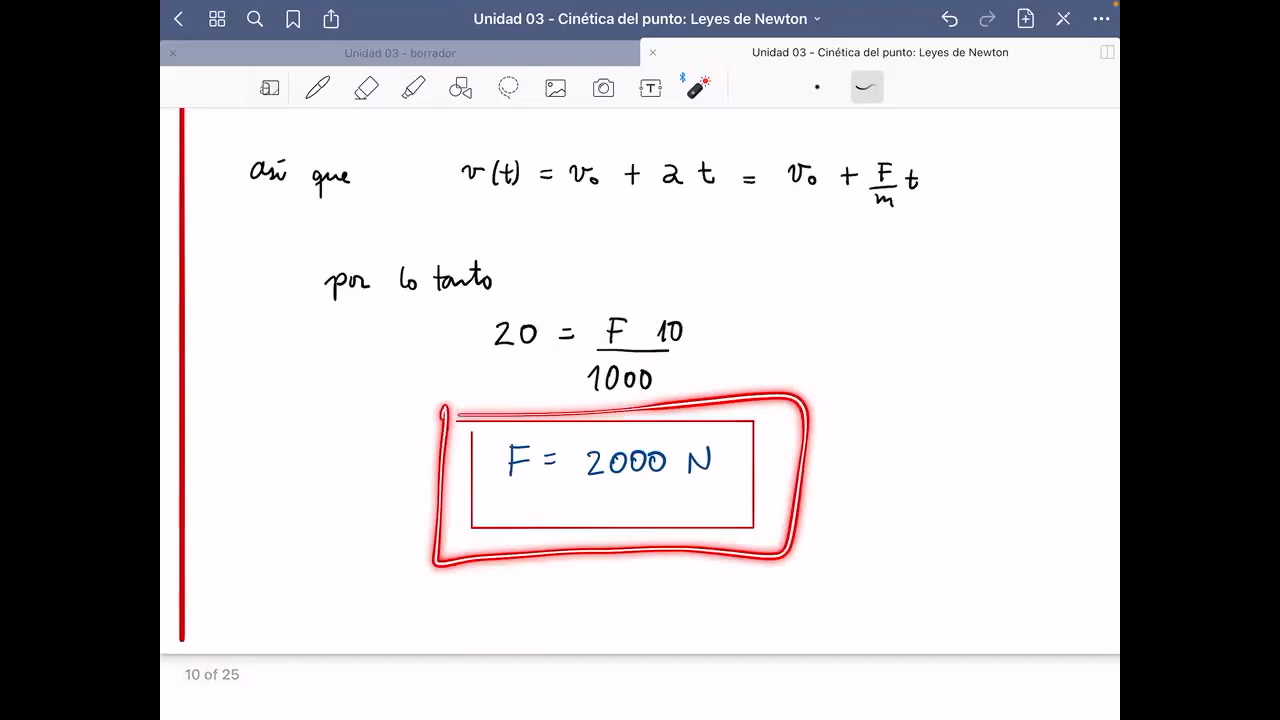 Unidad 03 - Cinética del punto: Leyes de Newton
Unidad 03 - borrador
Unidad 03 - Cinética del punto: Leyes de Newton
T
así que v(t) = v₀ + 2 t = v₀ + F/m t
por lo tanto
20 = F 10
1000
F = 2000 N
10 of 25